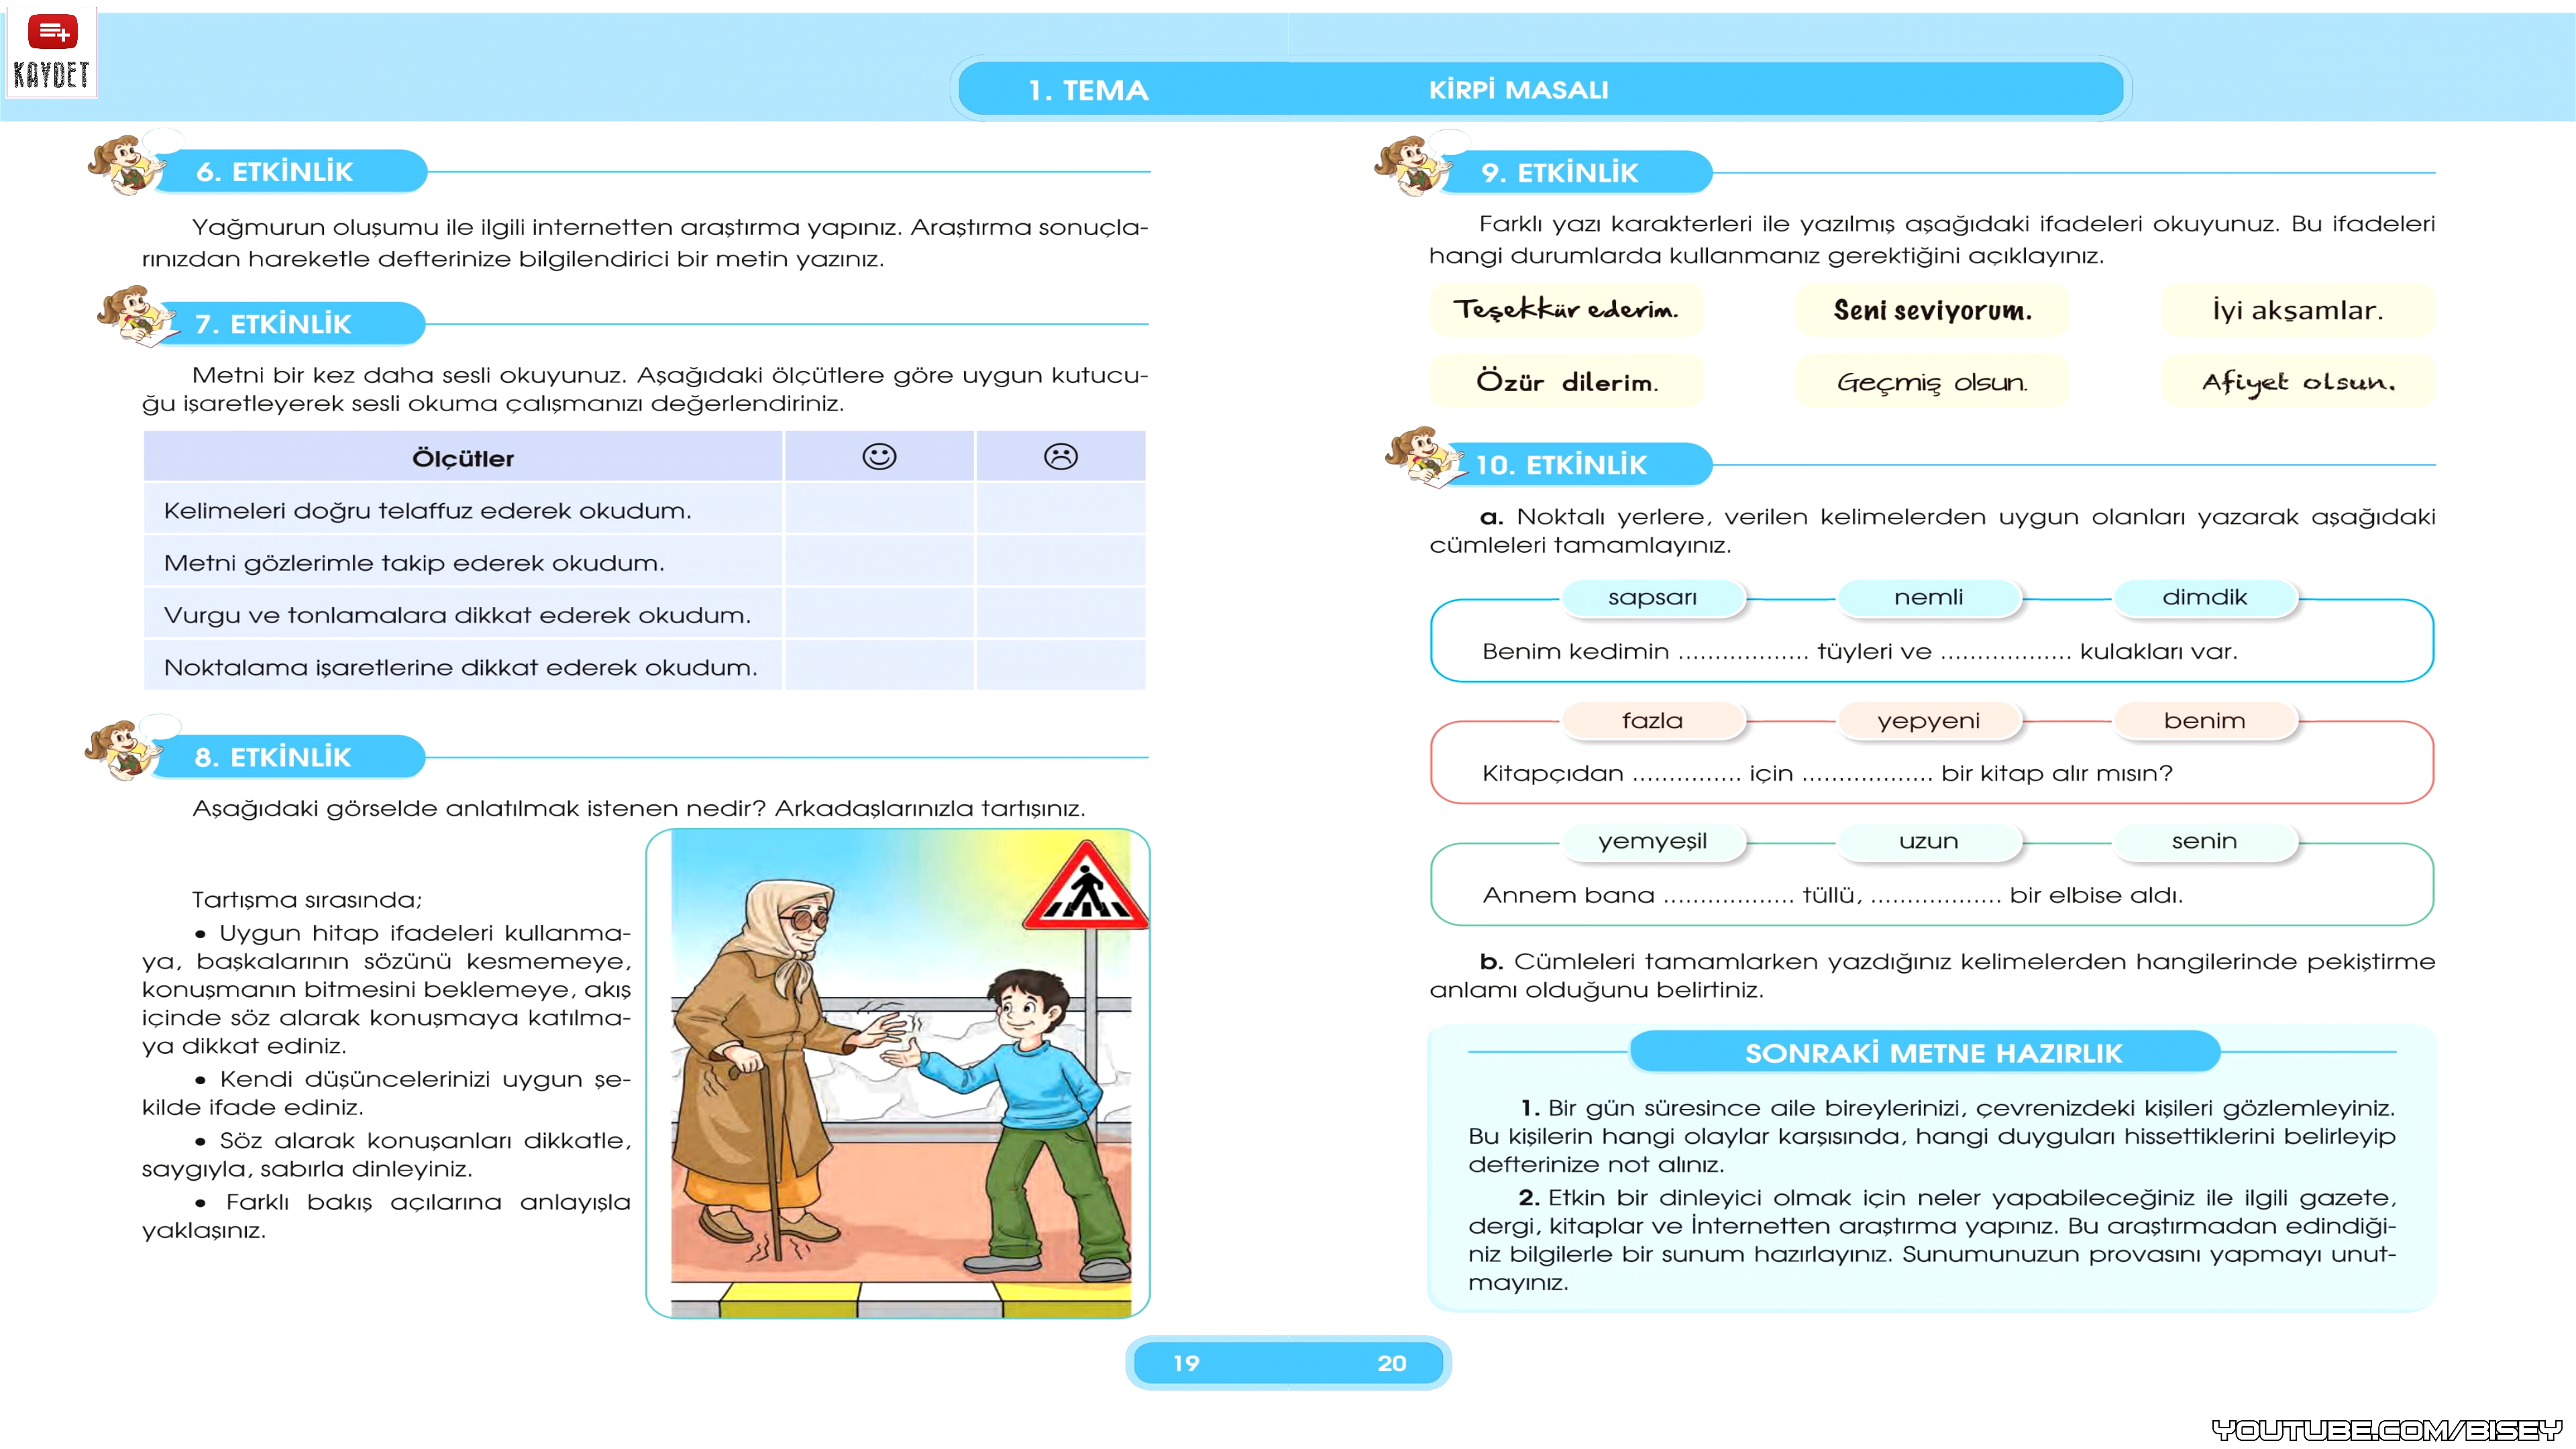 KAYDET
1. TEMA
KİRPİ MASALI
6. ETKİNLİK
Yağmurun oluşumu ile ilgili internetten araştırma yapınız. Araştırma sonuçla-
rınızdan hareketle defterinize bilgilendirici bir metin yazınız.
7. ETKİNLİK
Metni bir kez daha sesli okuyunuz. Aşağıdaki ölçütlere göre uygun kutucu-
ğu işaretleyerek sesli okuma çalışmanızı değerlendiriniz.
Ölçütler
Kelimeleri doğru telaffuz ederek okudum.
Metni gözlerimle takip ederek okudum.
Vurgu ve tonlamalara dikkat ederek okudum.
Noktalama işaretlerine dikkat ederek okudum.
8. ETKİNLİK
Aşağıdaki görselde anlatılmak istenen nedir? Arkadaşlarınızla tartışınız.
Tartışma sırasında;
• Uygun hitap ifadeleri kullanma-
ya, başkalarının sözünü kesmemeye,
konuşmanın bitmesini beklemeye, akış
içinde söz alarak konuşmaya katılma-
ya dikkat ediniz.
• Kendi düşüncelerinizi uygun şe-
kilde ifade ediniz.
• Söz alarak konuşanları dikkatle,
saygıyla, sabırla dinleyiniz.
• Farklı bakış açılarına anlayışla
yaklaşınız.
9. ETKİNLİK
Farklı yazı karakterleri ile yazılmış aşağıdaki ifadeleri okuyunuz. Bu ifadeleri
hangi durumlarda kullanmanız gerektiğini açıklayınız.
Teşekkür ederim. Seni seviyorum. İyi akşamlar.
Özür dilerim. Geçmiş olsun. Afiyet olsun.
10. ETKİNLİK
a. Noktalı yerlere, verilen kelimelerden uygun olanları yazarak aşağıdaki
cümleleri tamamlayınız.
sapsarı nemli dimdik
Benim kedimin .................. tüyleri ve .................. kulakları var.
fazla yepyeni benim
Kitapçıdan ............... için .................. bir kitap alır mısın?
yemyeşil uzun senin
Annem bana .................. tüllü, .................. bir elbise aldı.
b. Cümleleri tamamlarken yazdığınız kelimelerden hangilerinde pekiştirme
anlamı olduğunu belirtiniz.
SONRAKİ METNE HAZIRLIK
1. Bir gün süresince aile bireylerinizi, çevrenizdeki kişileri gözlemleyiniz.
Bu kişilerin hangi olaylar karşısında, hangi duyguları hissettiklerini belirleyip
defterinize not alınız.
2. Etkin bir dinleyici olmak için neler yapabileceğiniz ile ilgili gazete,
dergi, kitaplar ve İnternetten araştırma yapınız. Bu araştırmadan edindiği-
niz bilgilerle bir sunum hazırlayınız. Sunumunuzun provasını yapmayı unut-
mayınız.
19
20
YOUTUBE.COM/BISEY